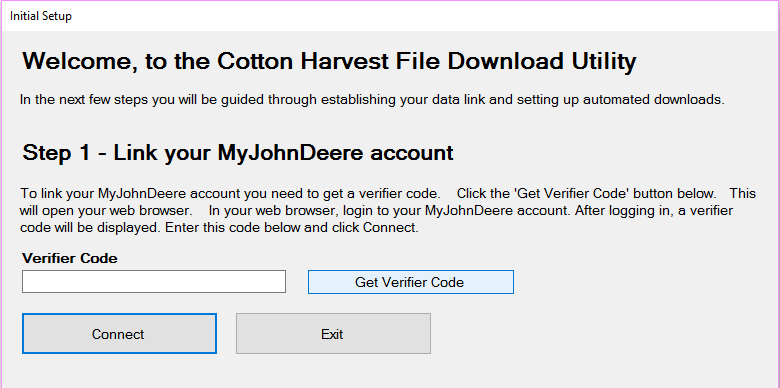 Initial Setup
Welcome, to the Cotton Harvest File Download Utility
In the next few steps you will be guided through establishing your data link and setting up automated downloads.
Step 1 - Link your MyJohnDeere account
To link your MyJohnDeere account you need to get a verifier code.    Click the 'Get Verifier Code' button below.   This
will open your web browser.    In your web browser, login to your MyJohnDeere account. After logging in, a verifier
code will be displayed. Enter this code below and click Connect.
Verifier Code
Get Verifier Code
Connect Exit